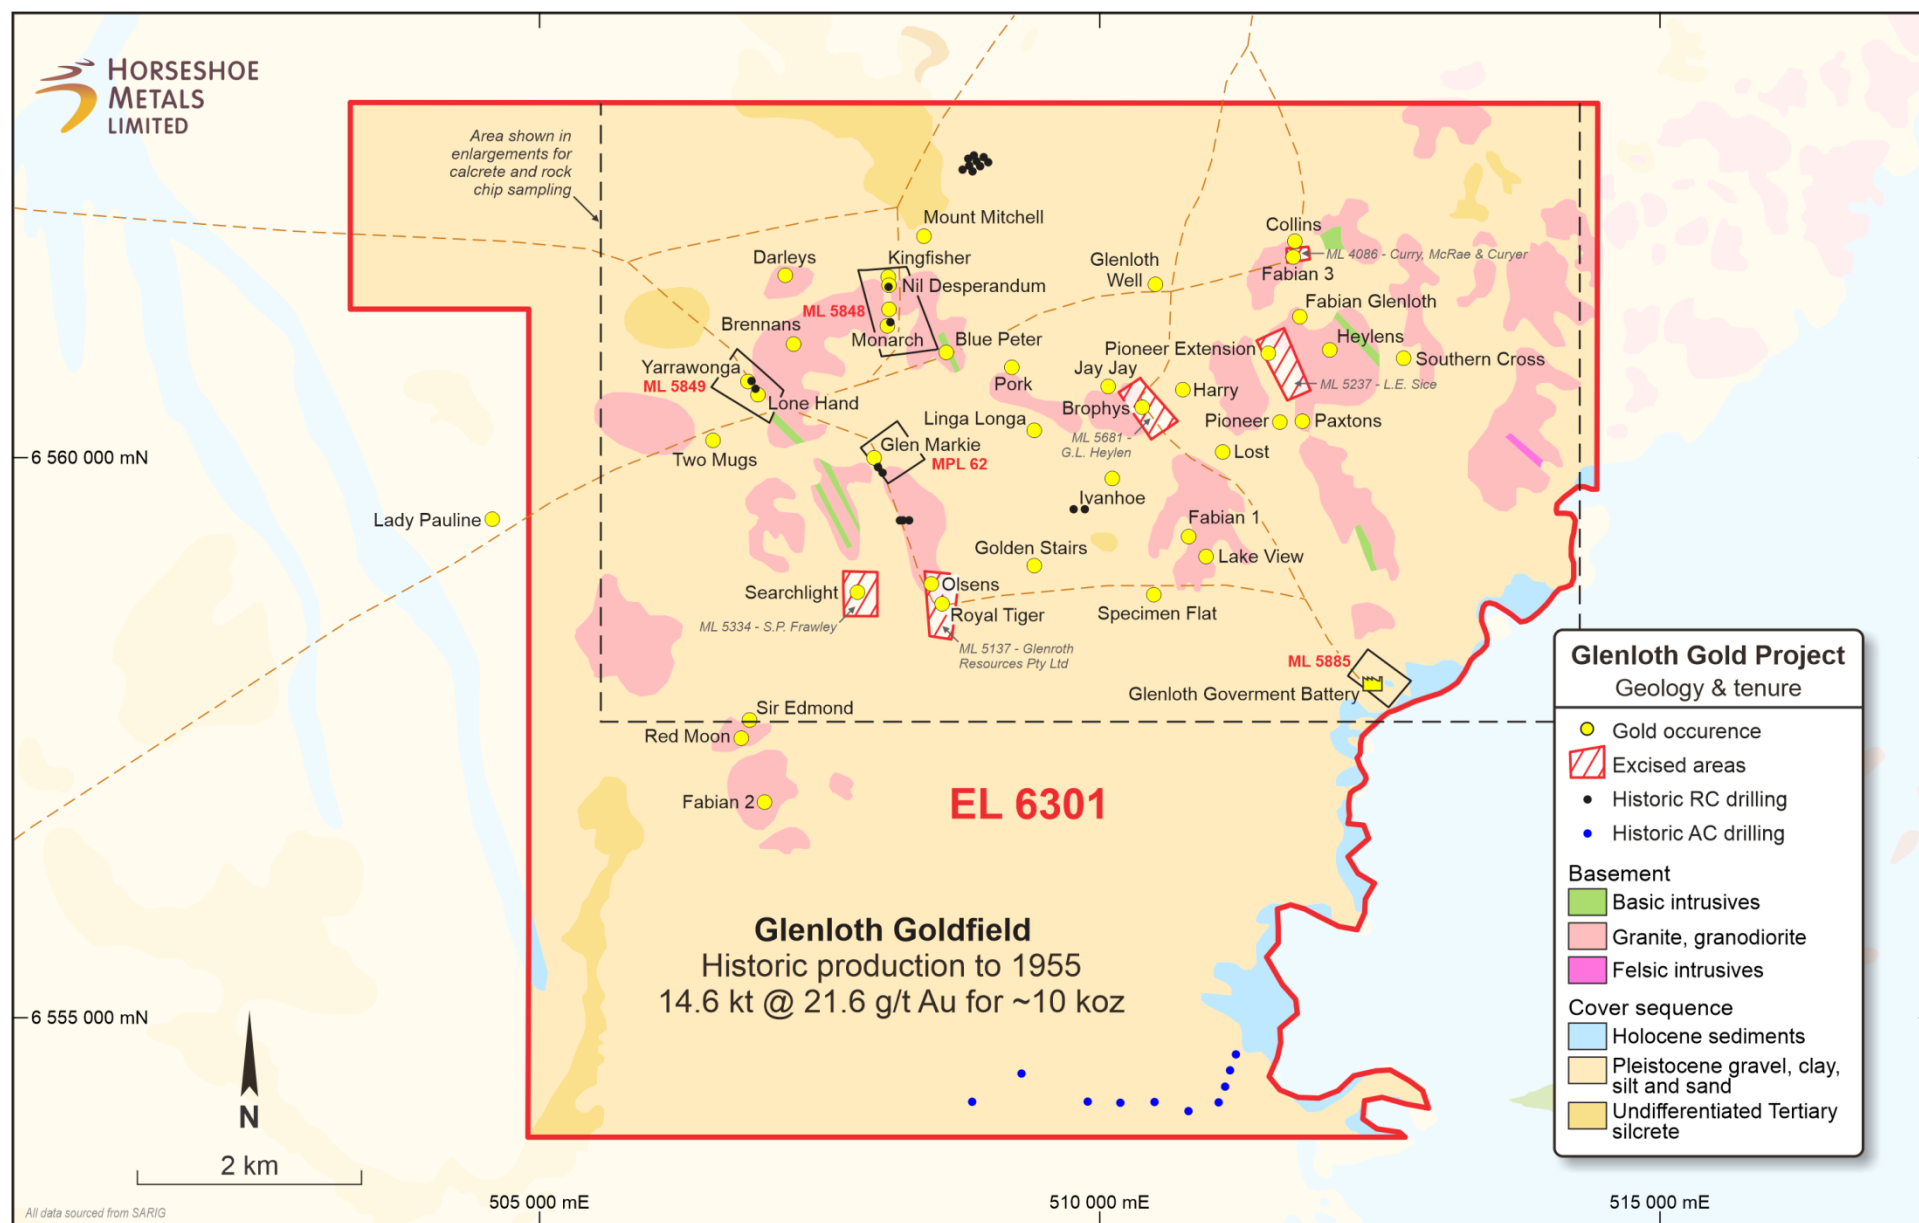 HORSESHOE
METALS
LIMITED
Area shown in
enlargements for
calcrete and rock
chip sampling
Mount Mitchell
Collins
Darleys
Kingfisher
Glenloth
Well
ML 4086 - Curry, McRae & Curyer
Fabian 3
Nil Desperandum
Fabian Glenloth
ML 5848
Brennans
Monarch
Blue Peter
Heylens
Pioneer Extension
Southern Cross
Yarrawonga
ML 5849
Jay Jay
Pork
ML 5237 - L.E. Sice
Harry
Lone Hand
Brophys
Linga Longa
Pioneer
Paxtons
ML 5681 -
G.L. Heylen
Glen Markie
Lost
6 560 000 mN
Two Mugs
MPL 62
Ivanhoe
Lady Pauline
Fabian 1
Golden Stairs
Lake View
Olsens
Searchlight
Royal Tiger
Specimen Flat
ML 5334 - S.P. Frawley
ML 5137 - Glenroth
Resources Pty Ltd
ML 5885
Glenloth Goverment Battery
Sir Edmond
Red Moon
Fabian 2
EL 6301
Glenloth Goldfield
Historic production to 1955
14.6 kt @ 21.6 g/t Au for ~10 koz
6 555 000 mN
N
2 km
505 000 mE
510 000 mE
515 000 mE
All data sourced from SARIG
Glenloth Gold Project
Geology & tenure
Gold occurence
Excised areas
Historic RC drilling
Historic AC drilling
Basement
Basic intrusives
Granite, granodiorite
Felsic intrusives
Cover sequence
Holocene sediments
Pleistocene gravel, clay,
silt and sand
Undifferentiated Tertiary
silcrete